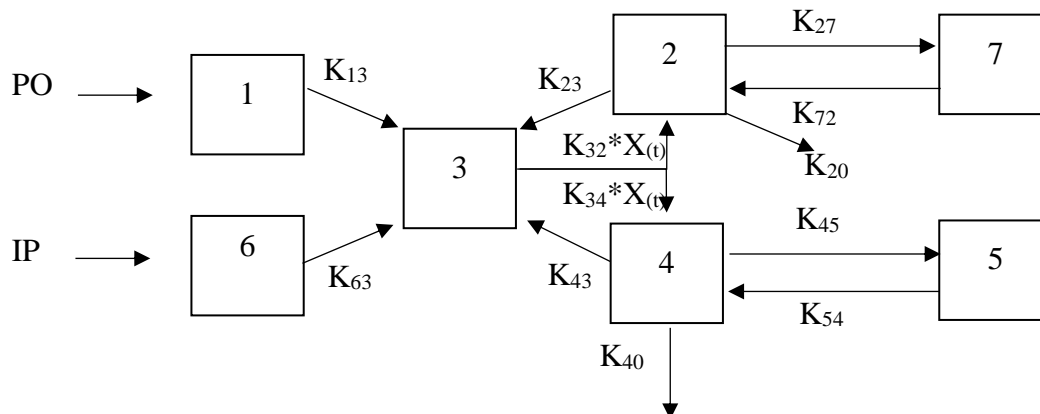 K₂₇
2
7
PO
K₁₃
K₂₃
1
K₇₂
K₃₂*X₍ₜ₎
K₂₀
3
K₃₄*X₍ₜ₎
K₄₅
IP
6
4
5
K₆₃
K₄₃
K₅₄
K₄₀